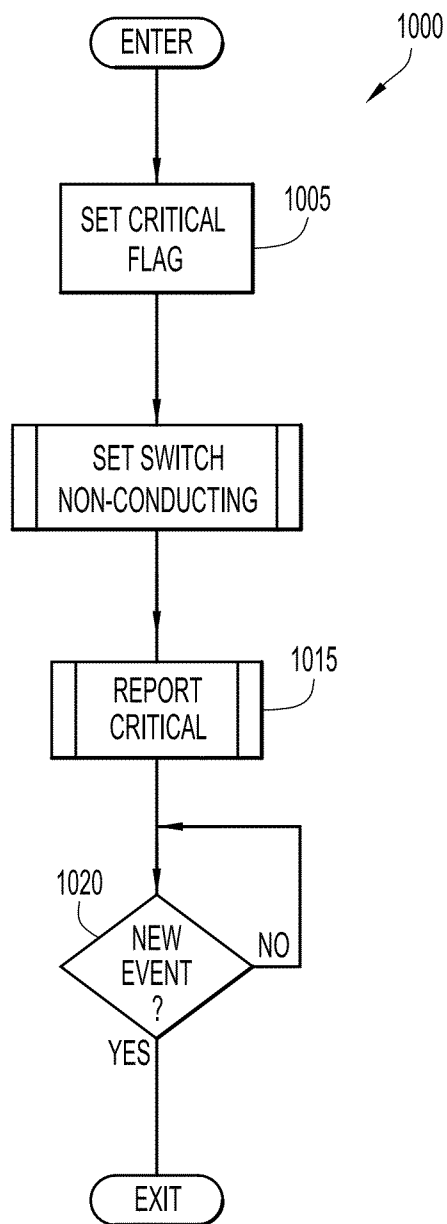 ENTER
1000
SET CRITICAL
FLAG
1005
SET SWITCH
NON-CONDUCTING
REPORT
CRITICAL
1015
1020
NEW
EVENT
?
NO
YES
EXIT